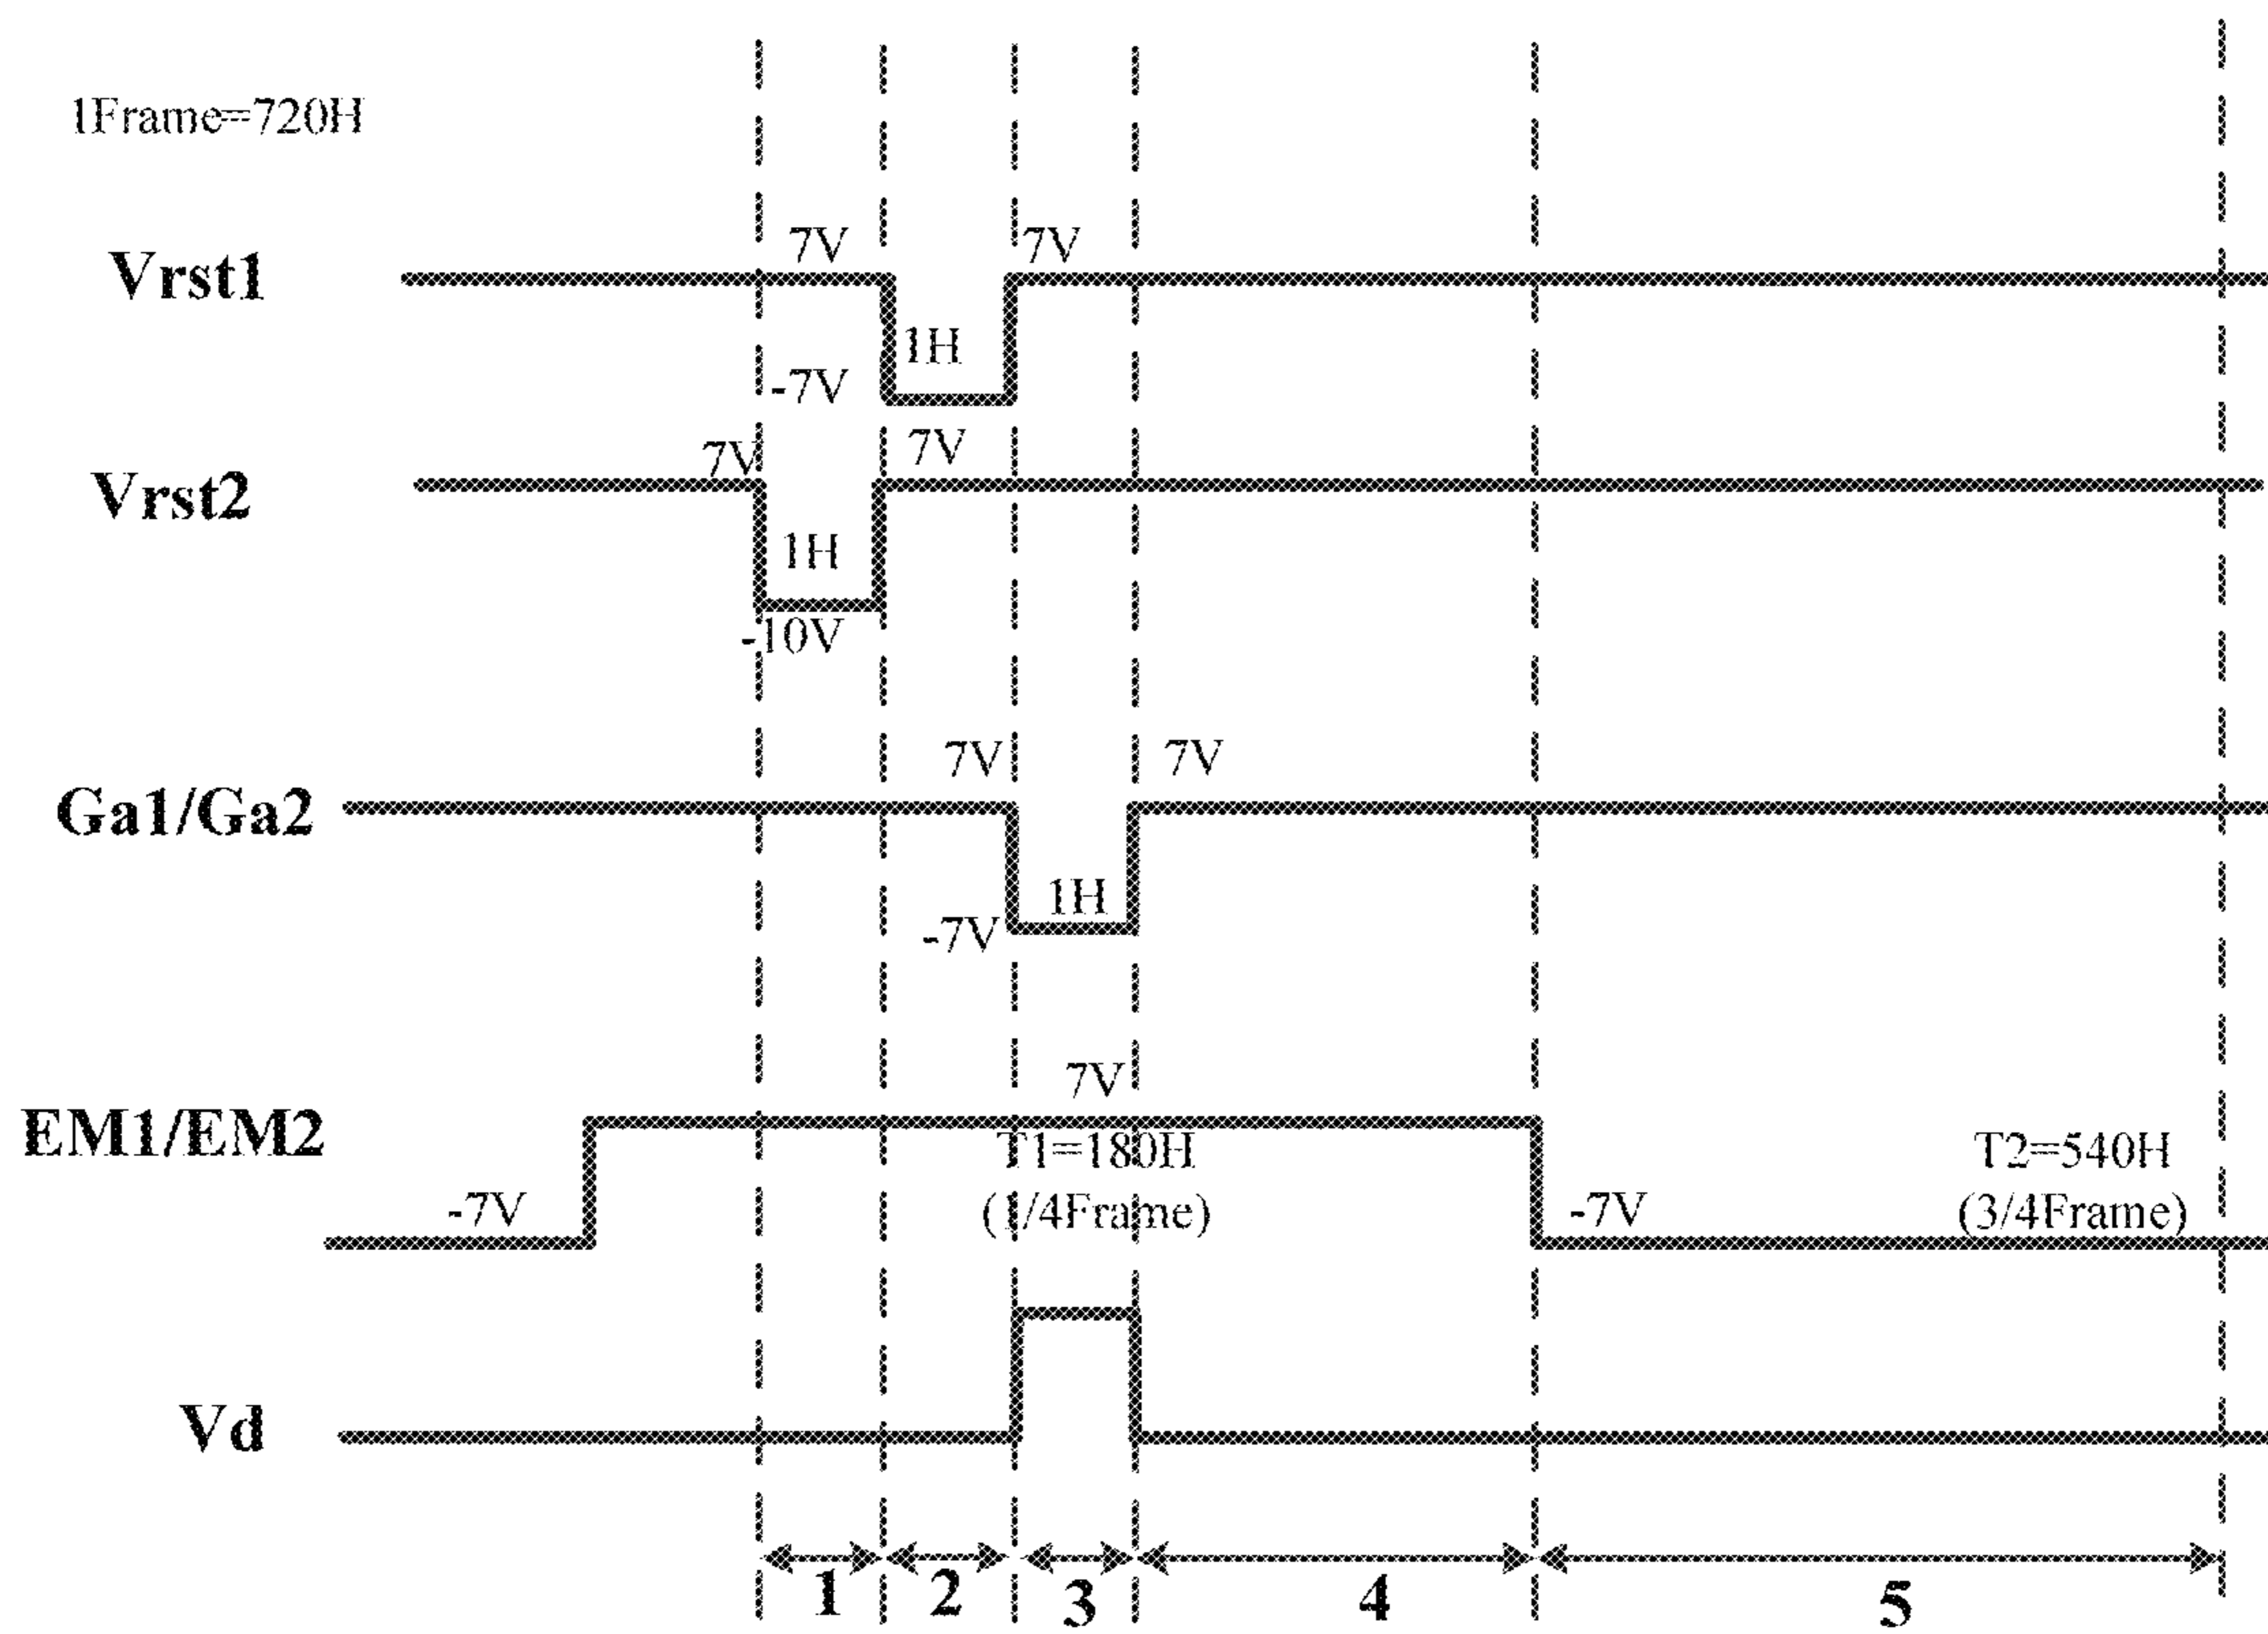 1Frame=720H
7V
7V
Vrst1
1H
-7V
7V
7V
Vrst2
1H
-10V
7V
7V
Ga1/Ga2
1H
-7V
7V
EM1/EM2
T1=180H
T2=540H
-7V
(1/4Frame)
-7V
(3/4Frame)
Vd
1
2
3
4
5